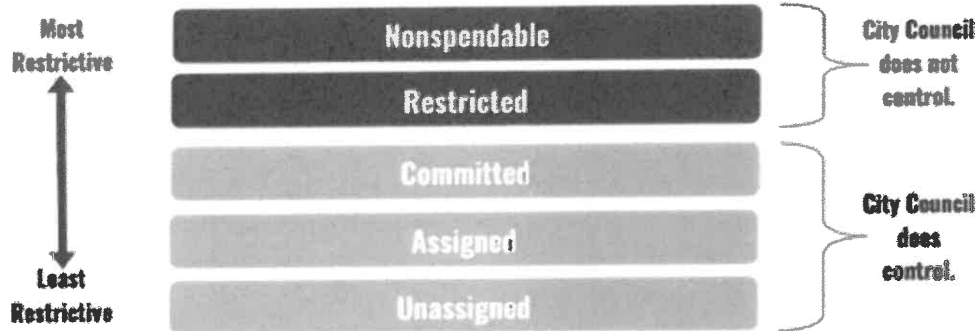 Most
Restrictive
Nonspendable
Restricted
Committed
Assigned
Unassigned
Least
Restrictive
City Council
does not
control.
City Council
does
control.